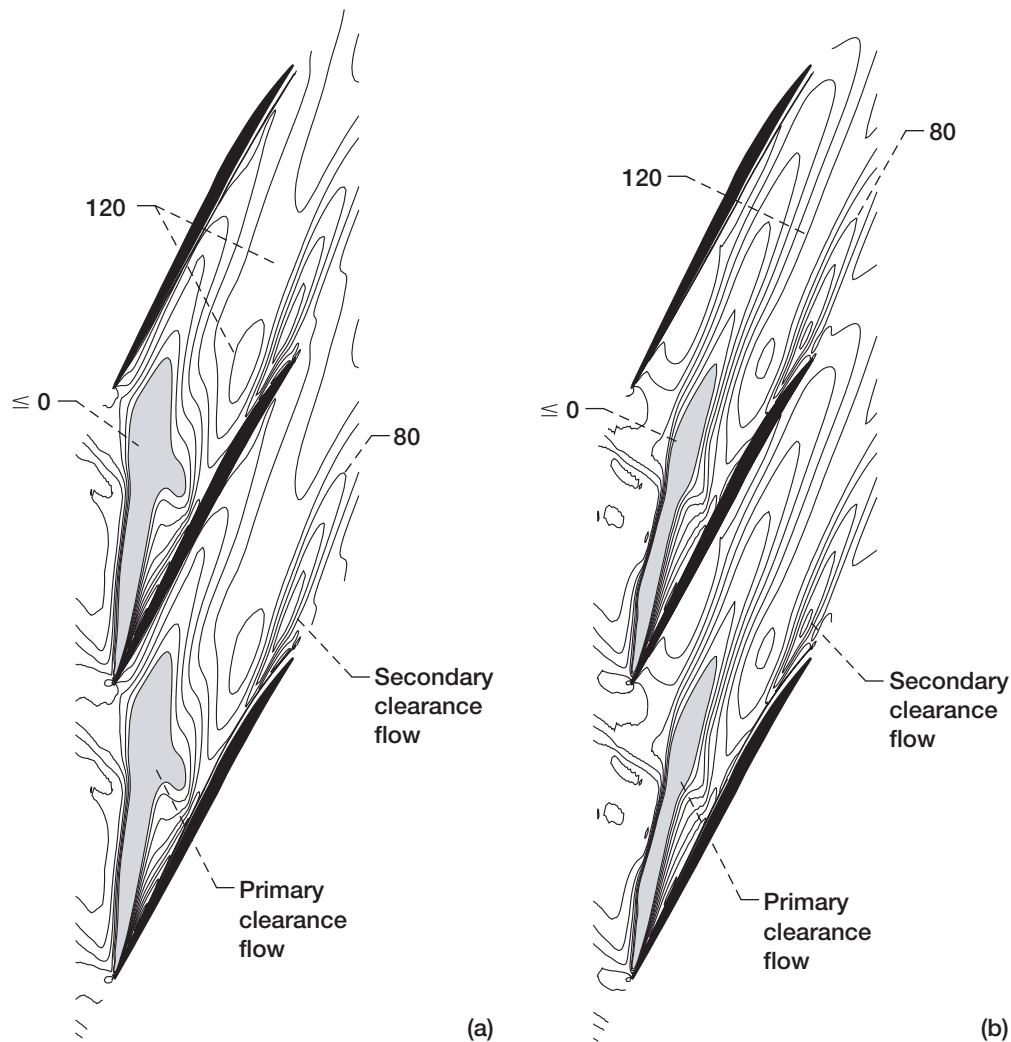 120
≤ 0
80
Secondary
clearance
flow
Primary
clearance
flow
(a)
80
120
≤ 0
Secondary
clearance
flow
Primary
clearance
flow
(b)